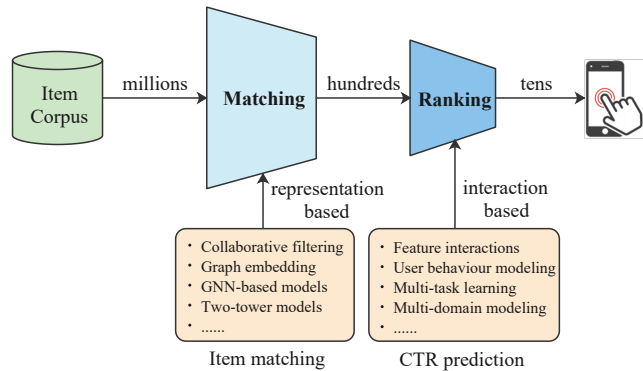 Item
Corpus
millions
Matching
hundreds
Ranking
tens
representation
based
interaction
based
· Collaborative filtering
· Graph embedding
· GNN-based models
· Two-tower models
· ......
· Feature interactions
· User behaviour modeling
· Multi-task learning
· Multi-domain modeling
· ......
Item matching
CTR prediction